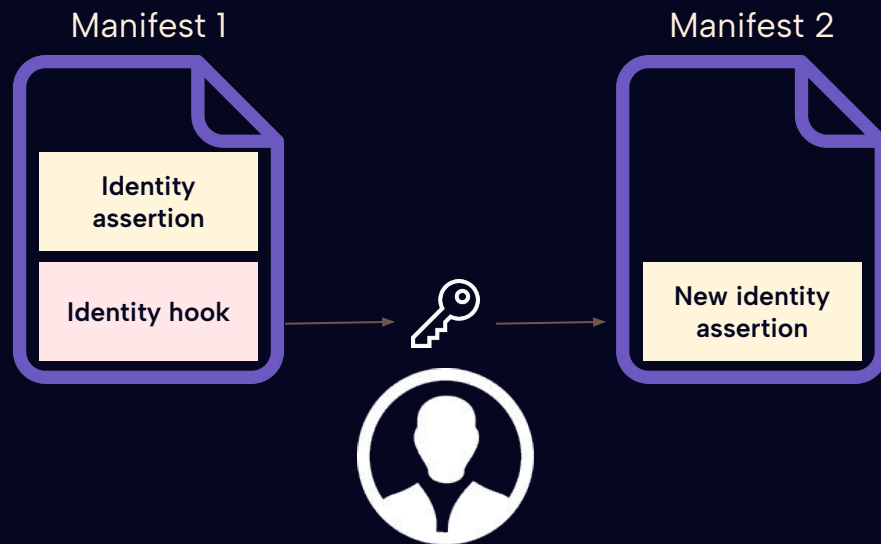 Manifest 1
Manifest 2
Identity
assertion
Identity hook
New identity
assertion